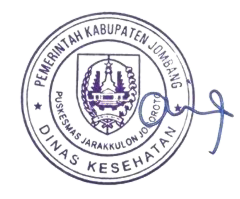 PEMERINTAH KABUPATEN JOMBANG
PUSKESMAS JARAKKULON JOGOROTO
DINAS KESEHATAN